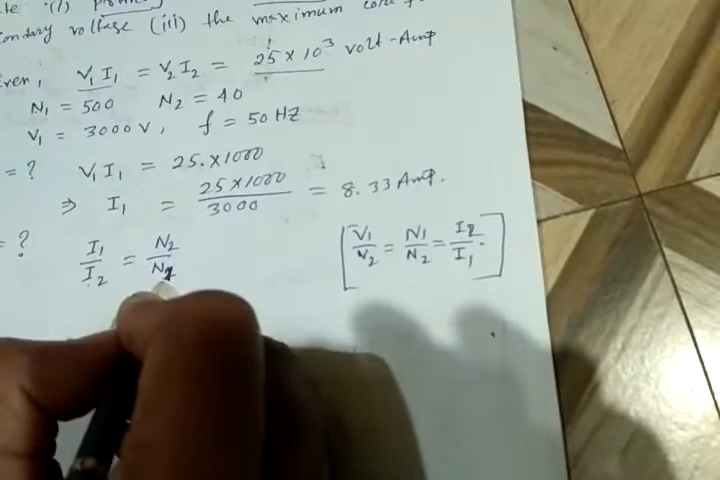 (i)
secondary voltage (iii) the maximum core
V₁I₁ = V₂I₂ = 25 × 10³ volt-Amp
N₁ = 500 N₂ = 40
V₁ = 3000 V, f = 50 HZ
= ? V₁I₁ = 25.×1000
⇒ I₁ = 25×1000/3000 = 8.33 Amp.
= ? I₁/I₂ = N₂/N₁ [V₁/V₂ = N₁/N₂ = I₂/I₁.]